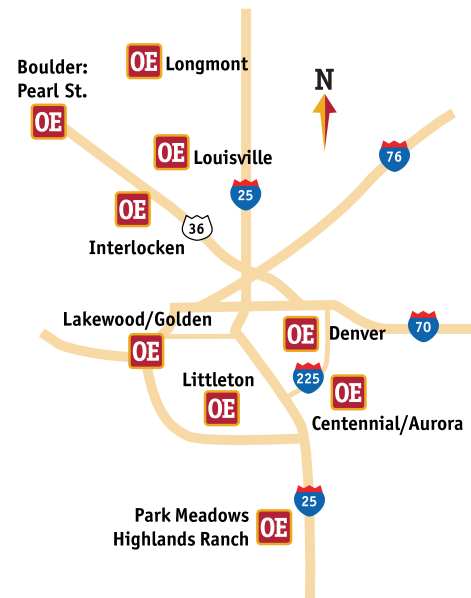 OE Longmont
Boulder:
Pearl St.
OE
N
OE Louisville
76
25
OE
36
Interlocken
Lakewood/Golden
OE
OE Denver
70
Littleton
225
OE
OE
Centennial/Aurora
25
Park Meadows
Highlands Ranch
OE